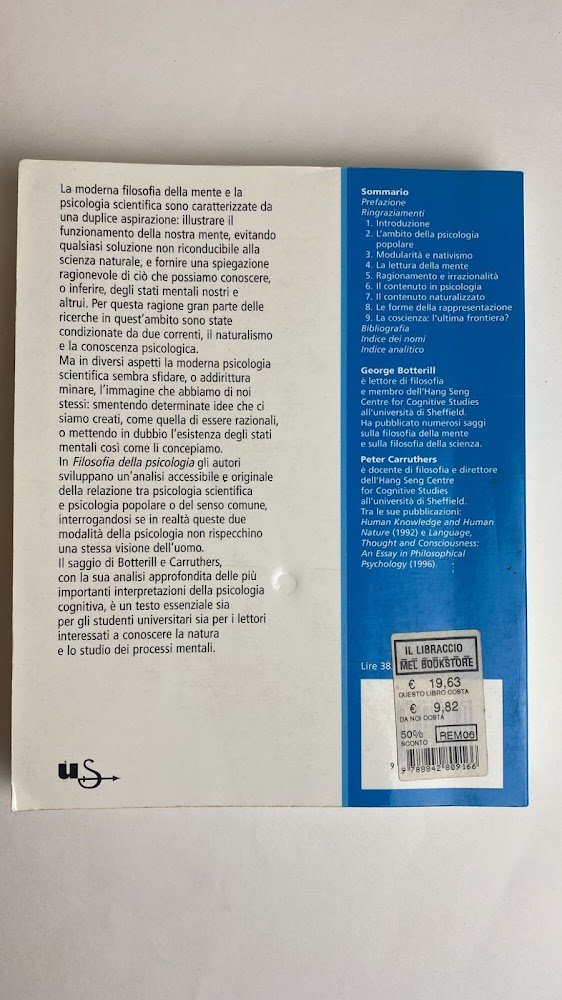 La moderna filosofia della mente e la
psicologia scientifica sono caratterizzate da
una duplice aspirazione: illustrare il
funzionamento della nostra mente, evitando
qualsiasi soluzione non riconducibile alla
scienza naturale, e fornire una spiegazione
ragionevole di ciò che possiamo conoscere,
o inferire, degli stati mentali nostri e
altrui. Per questa ragione gran parte delle
ricerche in quest'ambito sono state
condizionate da due correnti, il naturalismo
e la conoscenza psicologica.
Ma in diversi aspetti la moderna psicologia
scientifica sembra sfidare, o addirittura
minare, l'immagine che abbiamo di noi
stessi: smentendo determinate idee che ci
siamo creati, come quella di essere razionali,
o mettendo in dubbio l'esistenza degli stati
mentali così come li concepiamo.
In Filosofia della psicologia gli autori
sviluppano un'analisi accessibile e originale
della relazione tra psicologia scientifica
e psicologia popolare o del senso comune,
interrogandosi se in realtà queste due
modalità della psicologia non rispecchino
una stessa visione dell'uomo.
Il saggio di Botterill e Carruthers,
con la sua analisi approfondita delle più
importanti interpretazioni della psicologia
cognitiva, è un testo essenziale sia
per gli studenti universitari sia per i lettori
interessati a conoscere la natura
e lo studio dei processi mentali.
uS
Sommario
Prefazione
Ringraziamenti
1. Introduzione
2. L'ambito della psicologia
popolare
3. Modularità e nativismo
4. La lettura della mente
5. Ragionamento e irrazionalità
6. Il contenuto in psicologia
7. Il contenuto naturalizzato
8. Le forme della rappresentazione
9. La coscienza: l'ultima frontiera?
Bibliografia
Indice dei nomi
Indice analitico
George Botterill
è lettore di filosofia
e membro dell'Hang Seng
Centre for Cognitive Studies
all'università di Sheffield.
Ha pubblicato numerosi saggi
sulla filosofia della mente
e sulla filosofia della scienza.
Peter Carruthers
è docente di filosofia e direttore
dell'Hang Seng Centre
for Cognitive Studies
all'università di Sheffield.
Tra le sue pubblicazioni:
Human Knowledge and Human
Nature (1992) e Language,
Thought and Consciousness:
An Essay in Philosophical
Psychology (1996).
Lire 38.
IL LIBRACCIO
MEL BOOKSTORE
€ 19,63
QUESTO LIBRO COSTA
€ 9,82
DA NOI COSTA
50% REM06
SCONTO
9 9 788842 809166